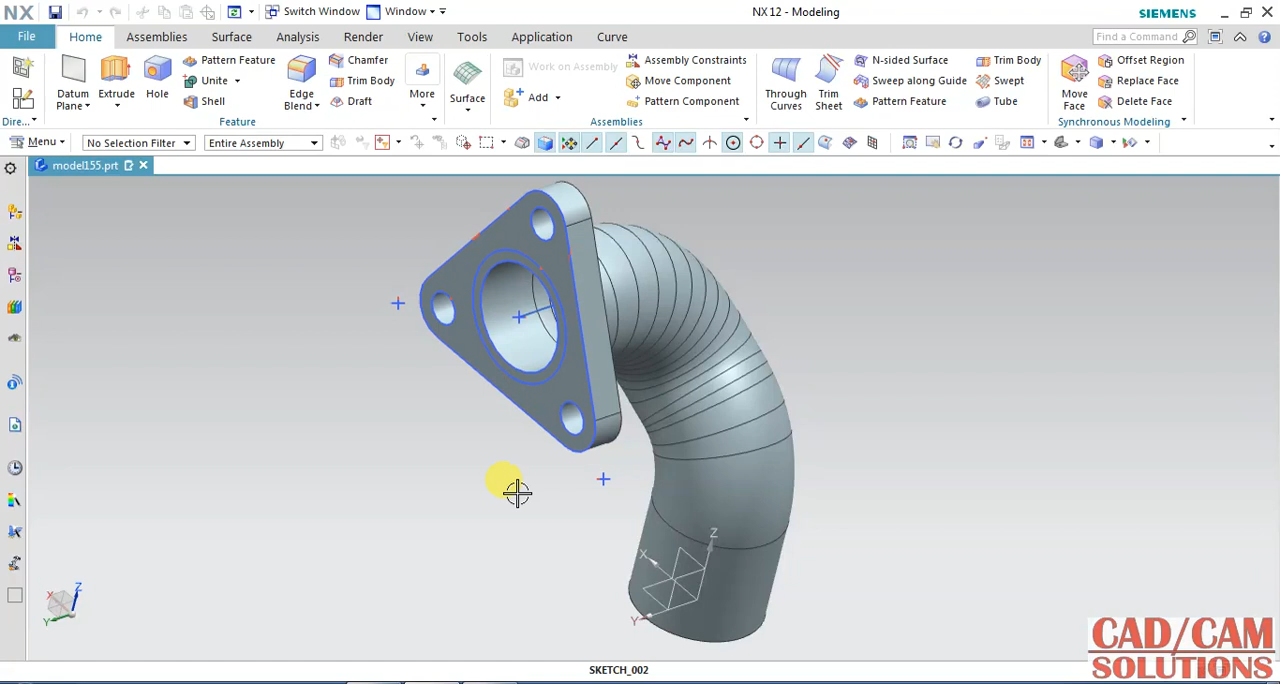 NX
Switch Window
Window
NX 12 - Modeling
SIEMENS
File
Home
Assemblies
Surface
Analysis
Render
View
Tools
Application
Curve
Find a Command
Datum Plane
Extrude
Hole
Pattern Feature
Unite
Shell
Edge Blend
Chamfer
Trim Body
Draft
More
Surface
Work on Assembly
Add
Assembly Constraints
Move Component
Pattern Component
Through Curves
Trim Sheet
N-sided Surface
Sweep along Guide
Pattern Feature
Trim Body
Swept
Tube
Move Face
Offset Region
Replace Face
Delete Face
Dire...
Feature
Assemblies
Synchronous Modeling
Menu
No Selection Filter
Entire Assembly
model155.prt
Z
X
Y
Z
X
Y
SKETCH_002
CAD/CAM
SOLUTIONS